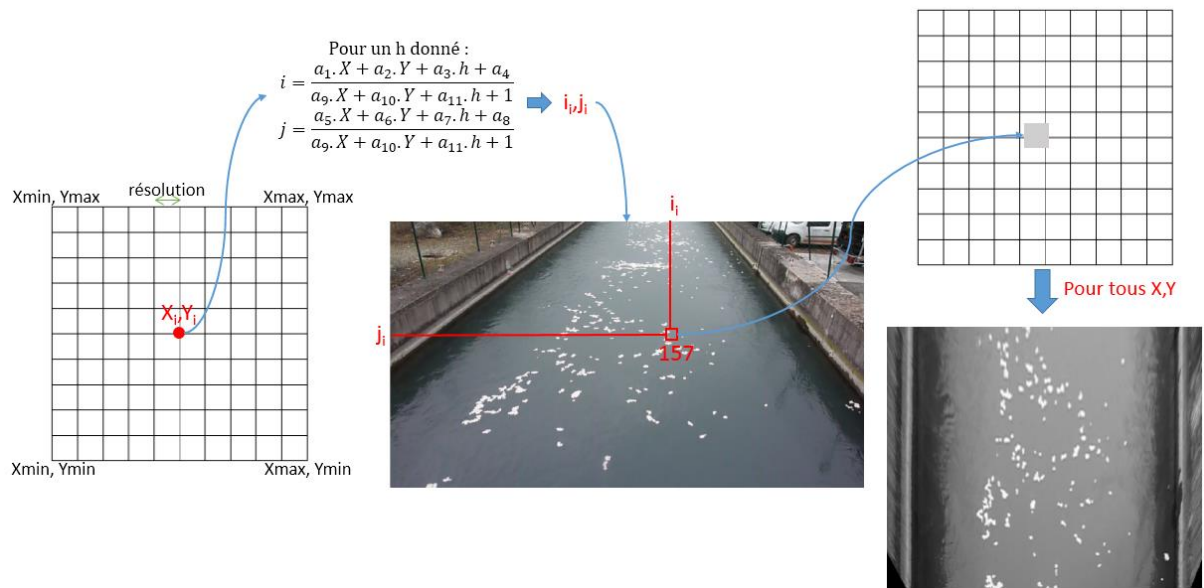 Pour un h donné :
i = (a₁.X + a₂.Y + a₃.h + a₄) / (a₉.X + a₁₀.Y + a₁₁.h + 1)
j = (a₅.X + a₆.Y + a₇.h + a₈) / (a₉.X + a₁₀.Y + a₁₁.h + 1)
iᵢ,jᵢ
résolution
Xmin, Ymax
Xmax, Ymax
Xᵢ,Yᵢ
Xmin, Ymin
Xmax, Ymin
iᵢ
jᵢ
157
Pour tous X,Y